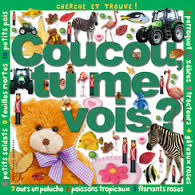 CHERCHE ET TROUVE !
Coucou,
tu me
vois ?
petits pois
feuilles mortes
petits soldats
perroquet
zèbres
tracteurs
gâteaux
7 ours en peluche
poissons tropicaux
flamants roses